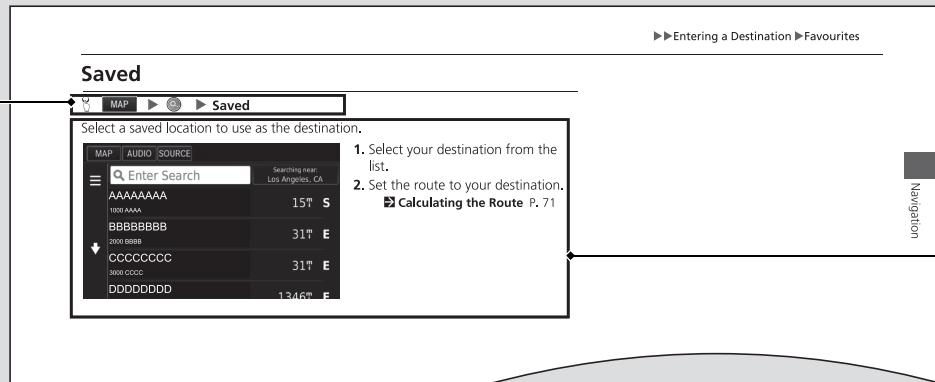 ▶▶Entering a Destination▶Favourites
Saved
MAP ▶ ▶ Saved
Select a saved location to use as the destination.
MAP AUDIO SOURCE
Enter Search
Searching near:
Los Angeles, CA
AAAAAAAA
1000 AAAA
15 S
BBBBBBBB
2000 BBBB
31 E
CCCCCCCC
3000 CCCC
31 E
DDDDDDDD
1346 E
1. Select your destination from the
list.
2. Set the route to your destination.
Calculating the Route P. 71
Navigation